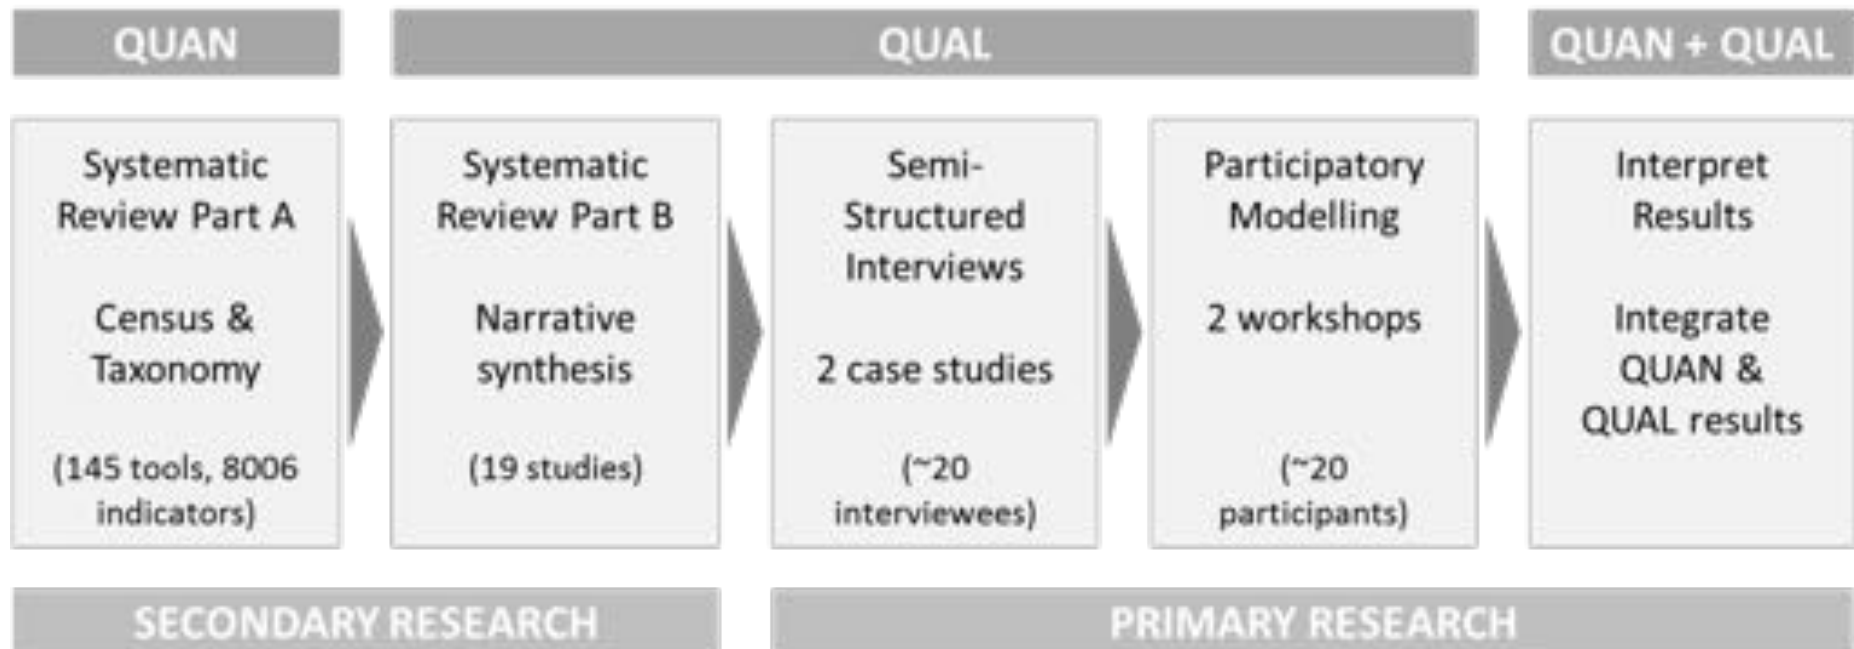 QUAN
QUAL
QUAN + QUAL
Systematic
Review Part A
Census &
Taxonomy
(145 tools, 8006
indicators)
Systematic
Review Part B
Narrative
synthesis
(19 studies)
Semi-
Structured
Interviews
2 case studies
(~20
interviewees)
Participatory
Modelling
2 workshops
(~20
participants)
Interpret
Results
Integrate
QUAN &
QUAL results
SECONDARY RESEARCH
PRIMARY RESEARCH